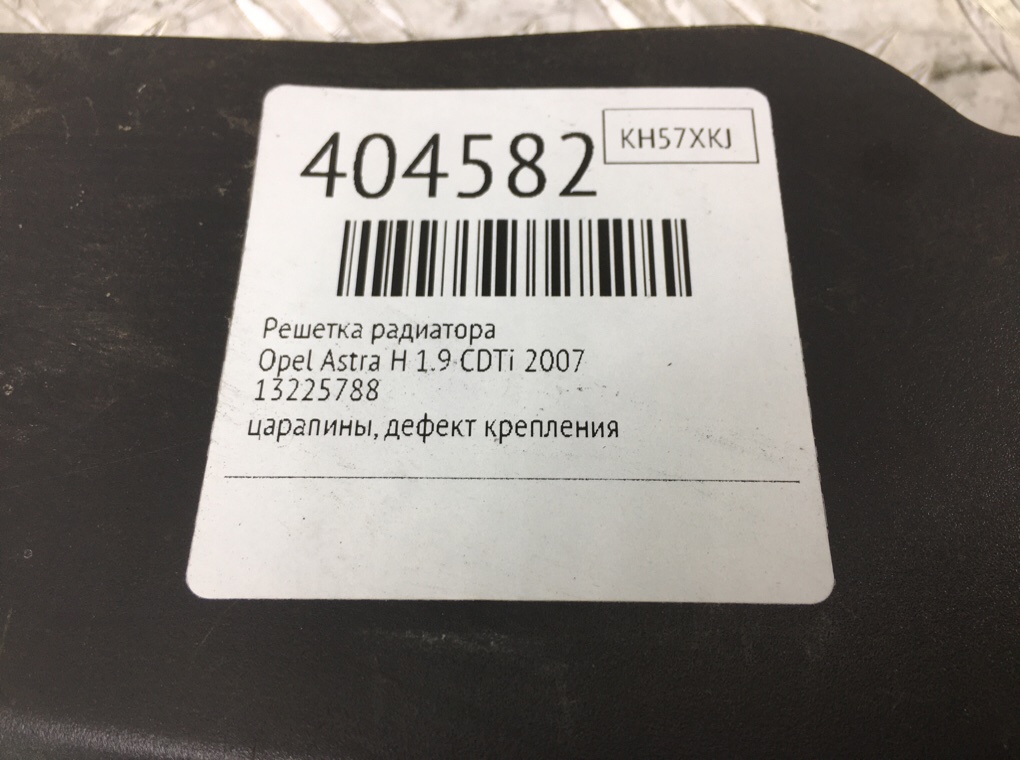 404582
KH57XKJ
Решетка радиатора
Opel Astra H 1.9 CDTi 2007
13225788
царапины, дефект крепления